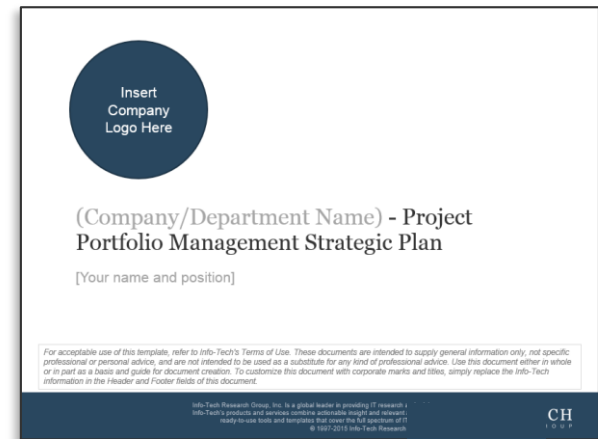 Insert
Company
Logo Here
(Company/Department Name) - Project
Portfolio Management Strategic Plan
[Your name and position]
For acceptable use of this template, refer to Info-Tech's Terms of Use. These documents are intended to supply general information only, not specific
professional or personal advice, and are not intended to be used as a substitute for any kind of professional advice. Use this document either in whole
or in part as a basis and guide for document creation. To customize this document with corporate marks and titles, simply replace the Info-Tech
information in the Header and Footer fields of this document.
Info-Tech Research Group, Inc. Is a global leader in providing IT research
Info-Tech's products and services combine actionable insight and relevant
ready-to-use tools and templates that cover the full spectrum of IT
© 1997-2015 Info-Tech Research
CH